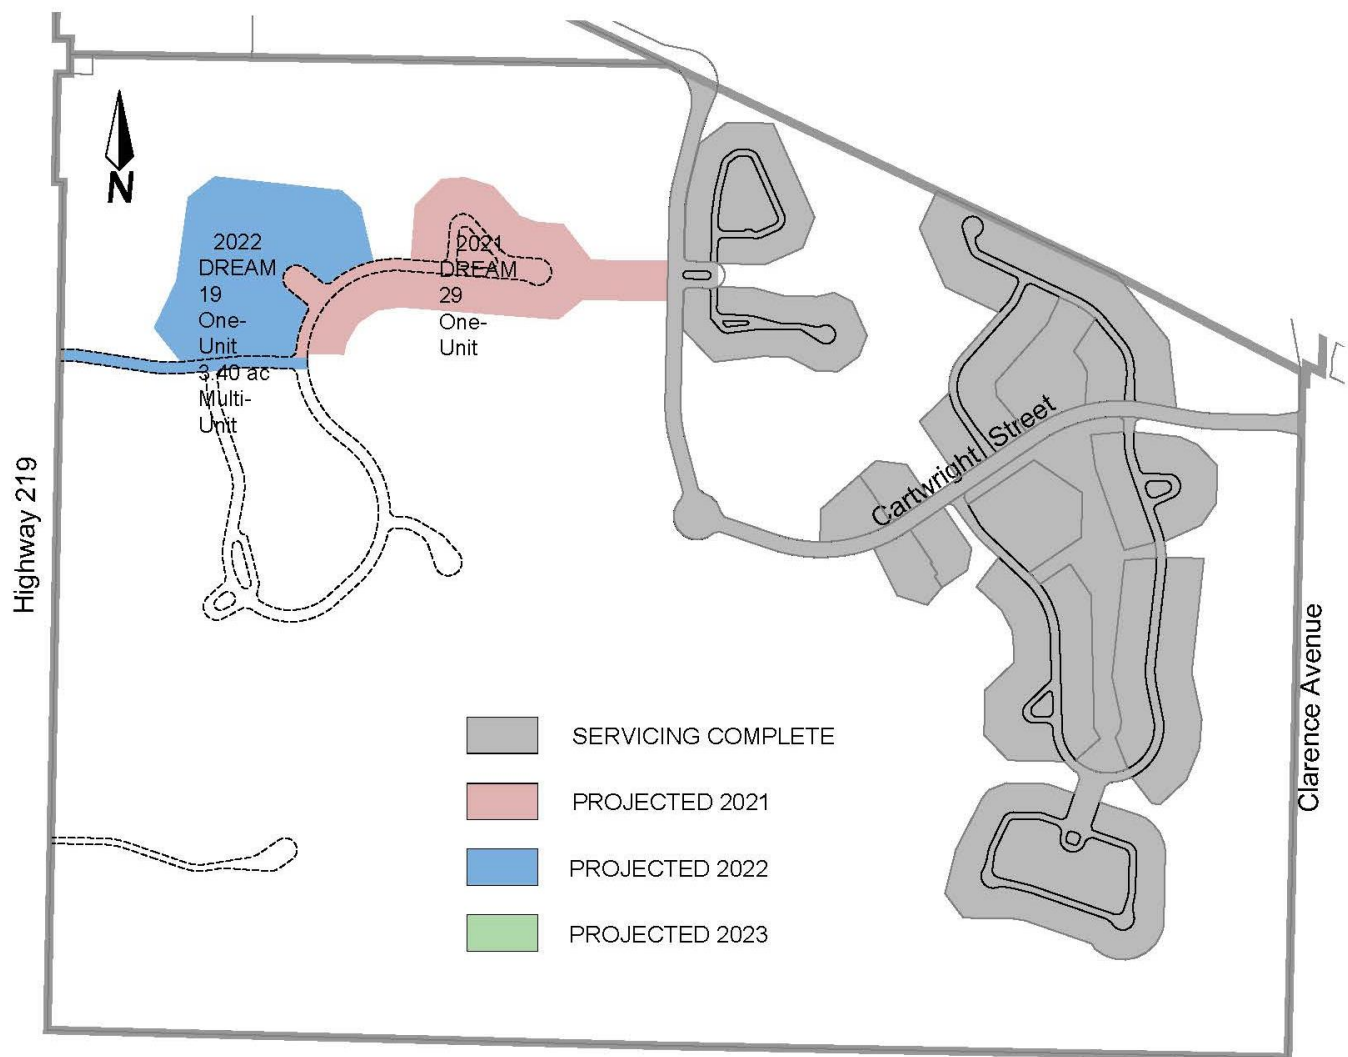 N
2022
DREAM
19
One-
Unit
3.40 ac
Multi-
Unit
2021
DREAM
29
One-
Unit
Cartwright Street
Highway 219
Clarence Avenue
SERVICING COMPLETE
PROJECTED 2021
PROJECTED 2022
PROJECTED 2023